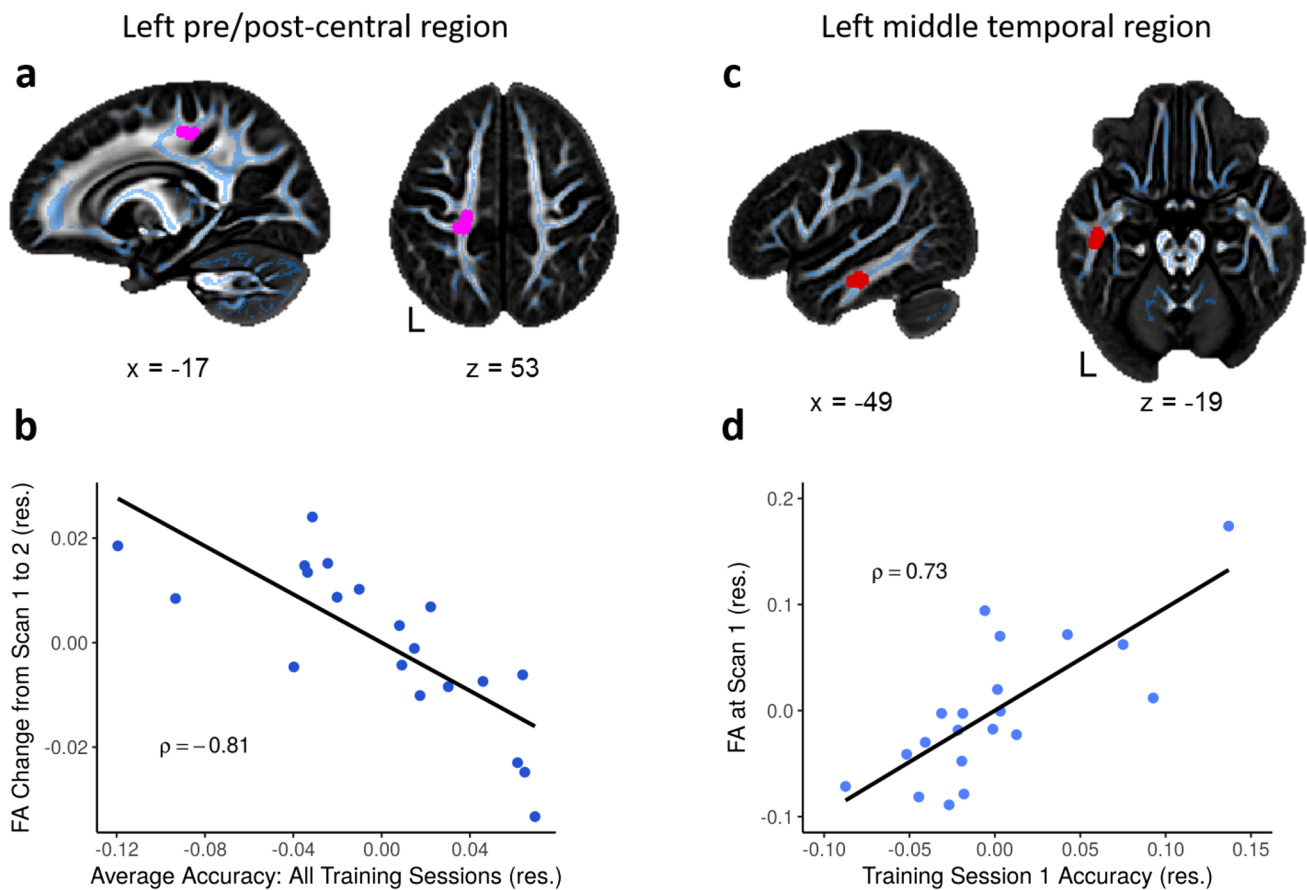 Left pre/post-central region
Left middle temporal region
a
c
L
x = -17
z = 53
L
x = -49
z = -19
b
d
FA Change from Scan 1 to 2 (res.)
0.02
0.00
-0.02
ρ = −0.81
-0.12 -0.08 -0.04 0.00 0.04
Average Accuracy: All Training Sessions (res.)
FA at Scan 1 (res.)
0.2
0.1
0.0
-0.1
ρ = 0.73
-0.10 -0.05 0.00 0.05 0.10 0.15
Training Session 1 Accuracy (res.)